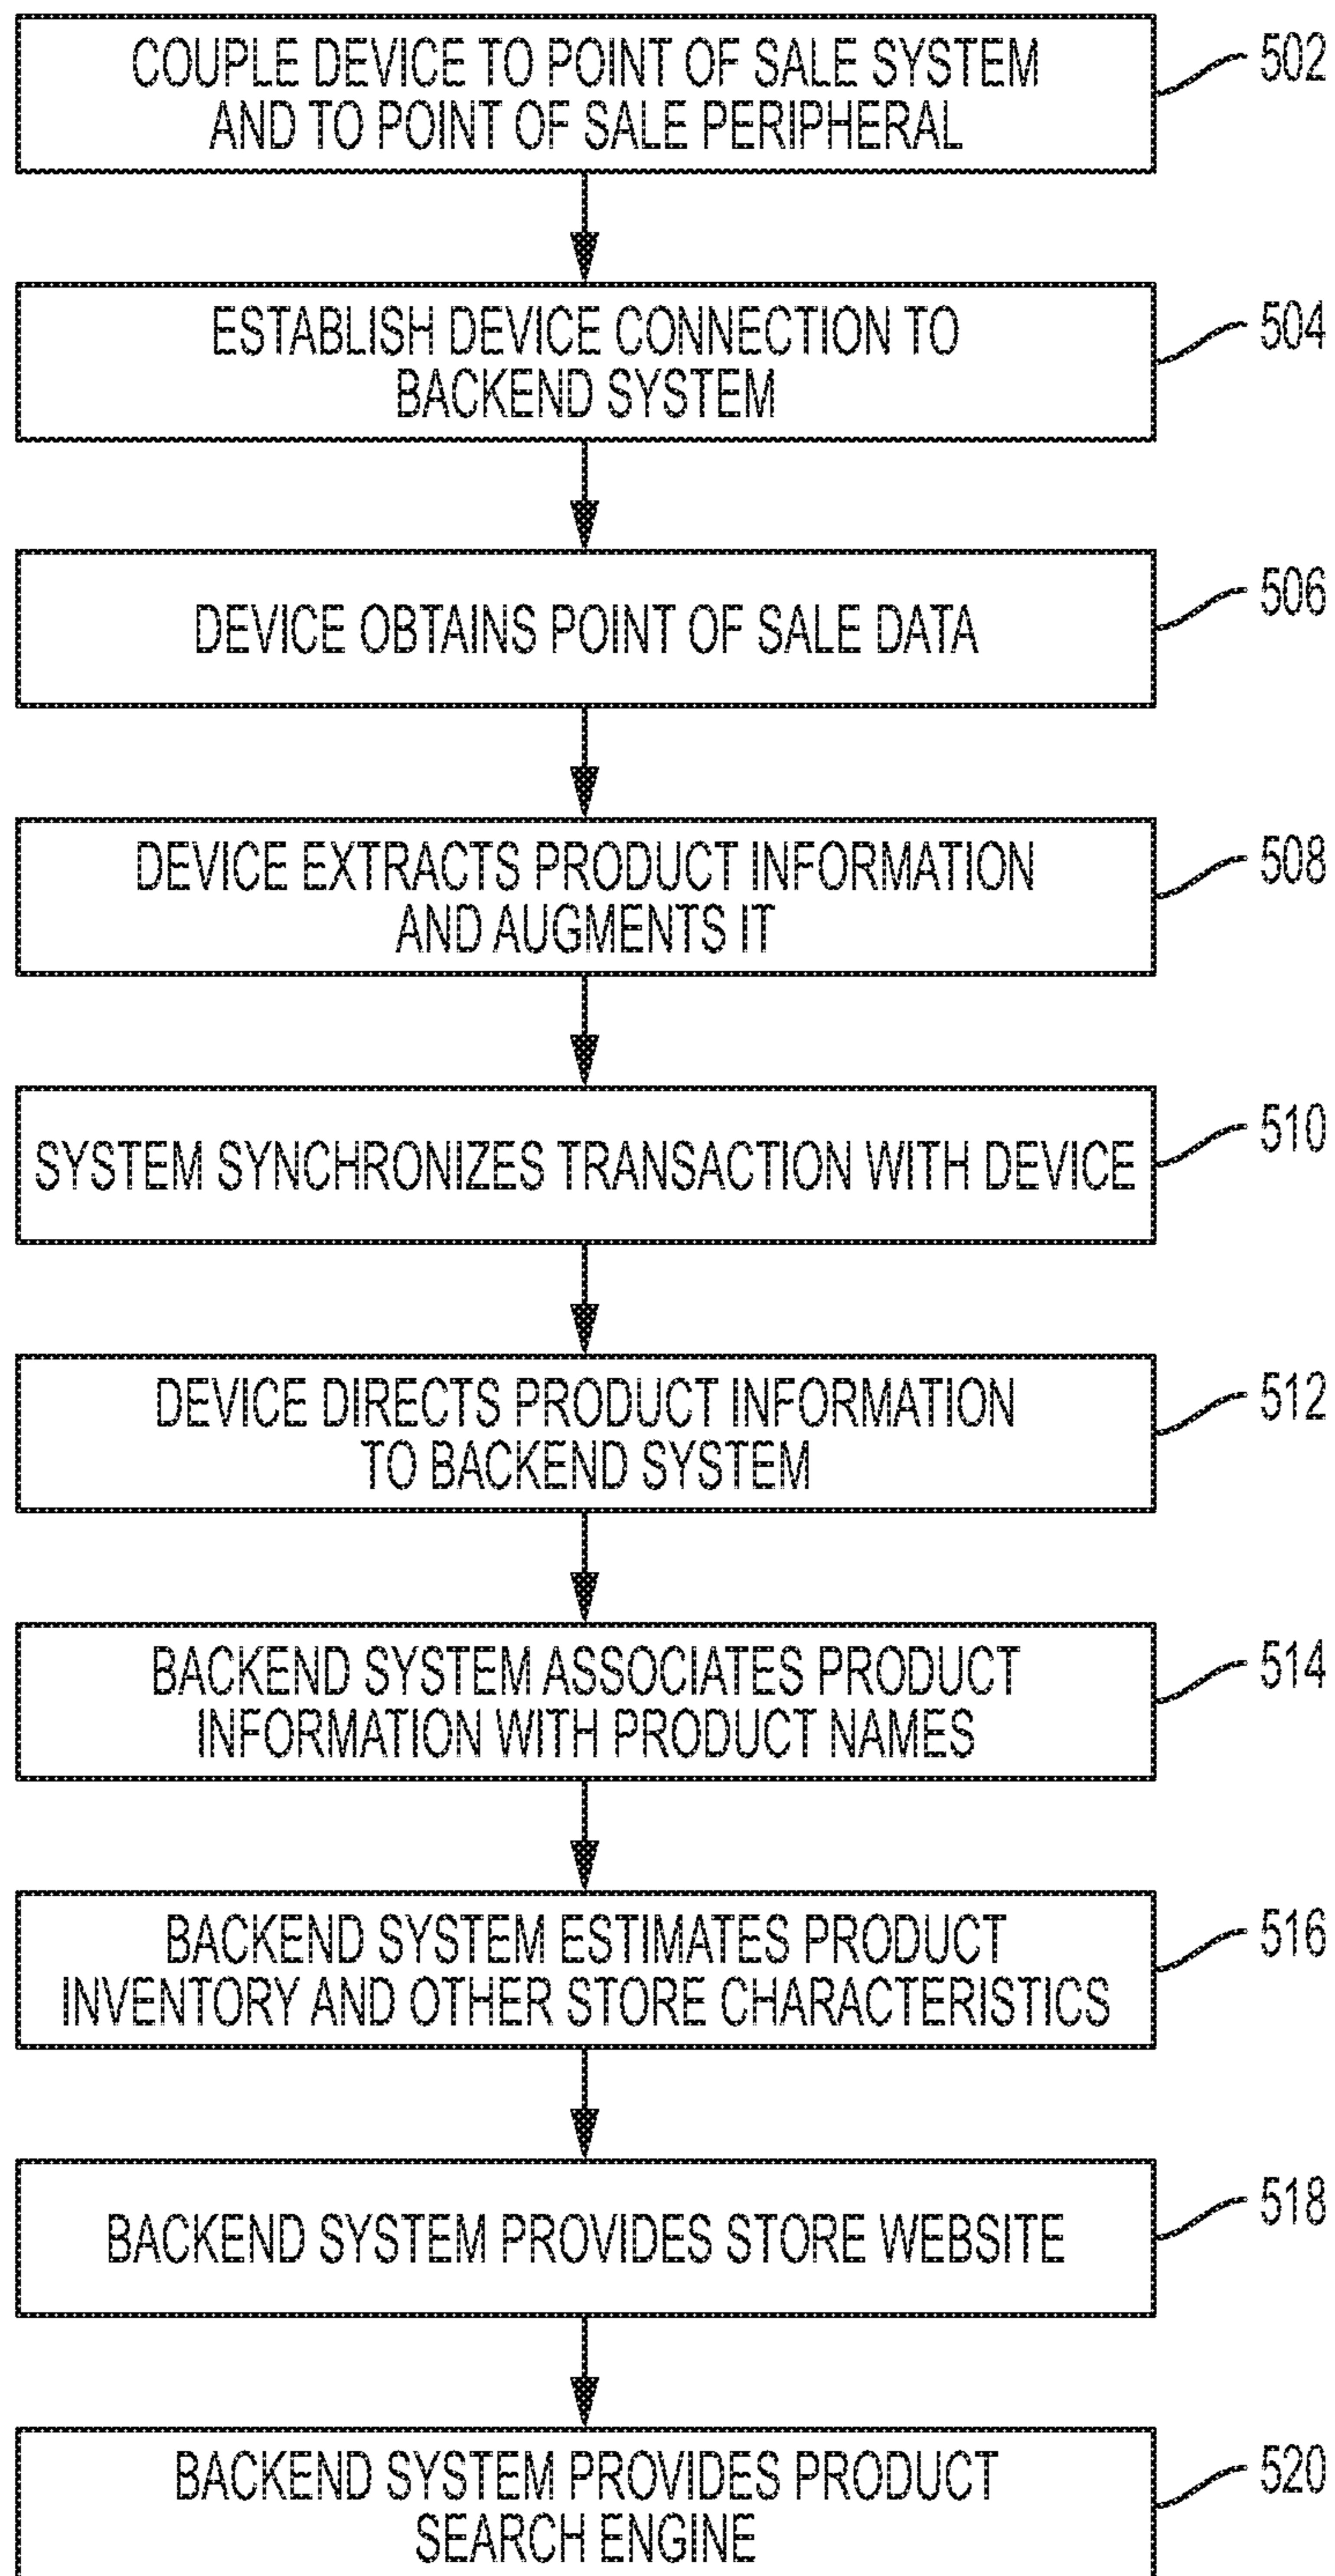 COUPLE DEVICE TO POINT OF SALE SYSTEM
AND TO POINT OF SALE PERIPHERAL
502
ESTABLISH DEVICE CONNECTION TO
BACKEND SYSTEM
504
DEVICE OBTAINS POINT OF SALE DATA
506
DEVICE EXTRACTS PRODUCT INFORMATION
AND AUGMENTS IT
508
SYSTEM SYNCHRONIZES TRANSACTION WITH DEVICE
510
DEVICE DIRECTS PRODUCT INFORMATION
TO BACKEND SYSTEM
512
BACKEND SYSTEM ASSOCIATES PRODUCT
INFORMATION WITH PRODUCT NAMES
514
BACKEND SYSTEM ESTIMATES PRODUCT
INVENTORY AND OTHER STORE CHARACTERISTICS
516
BACKEND SYSTEM PROVIDES STORE WEBSITE
518
BACKEND SYSTEM PROVIDES PRODUCT
SEARCH ENGINE
520